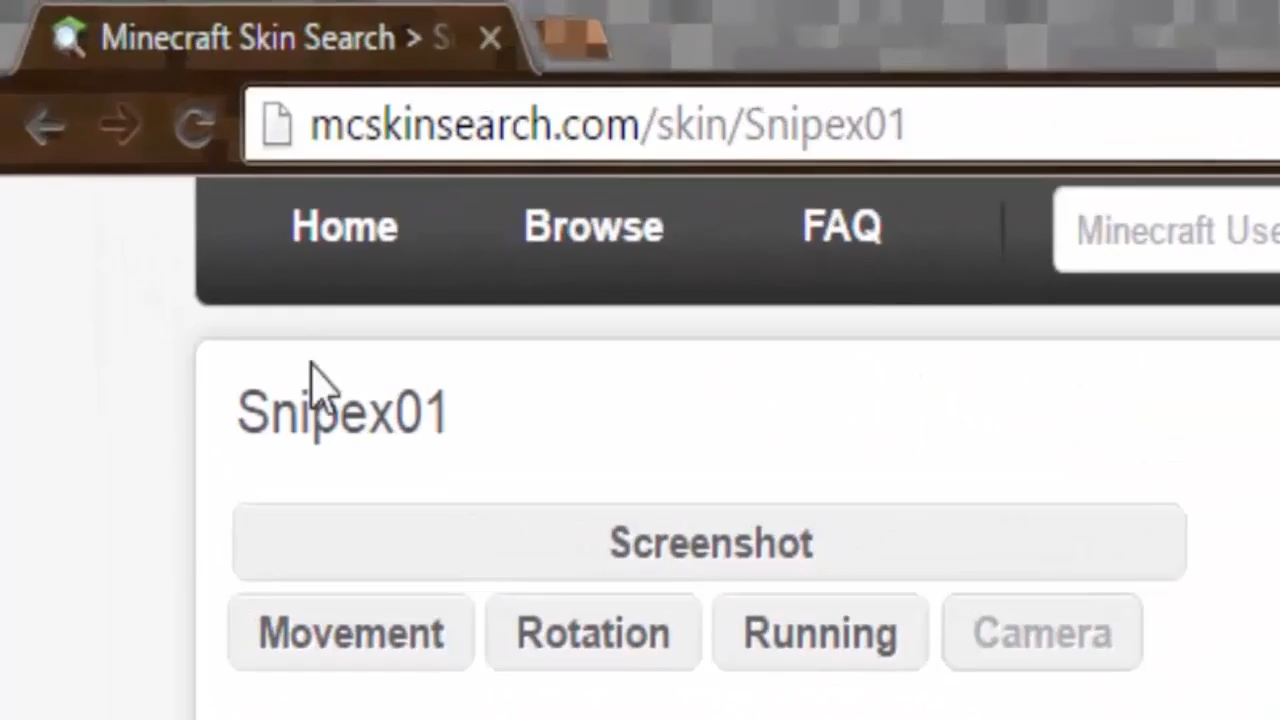 Minecraft Skin Search > S
mcskinsearch.com/skin/Snipex01
Home Browse FAQ Minecraft Use
Snipex01
Screenshot
Movement Rotation Running Camera